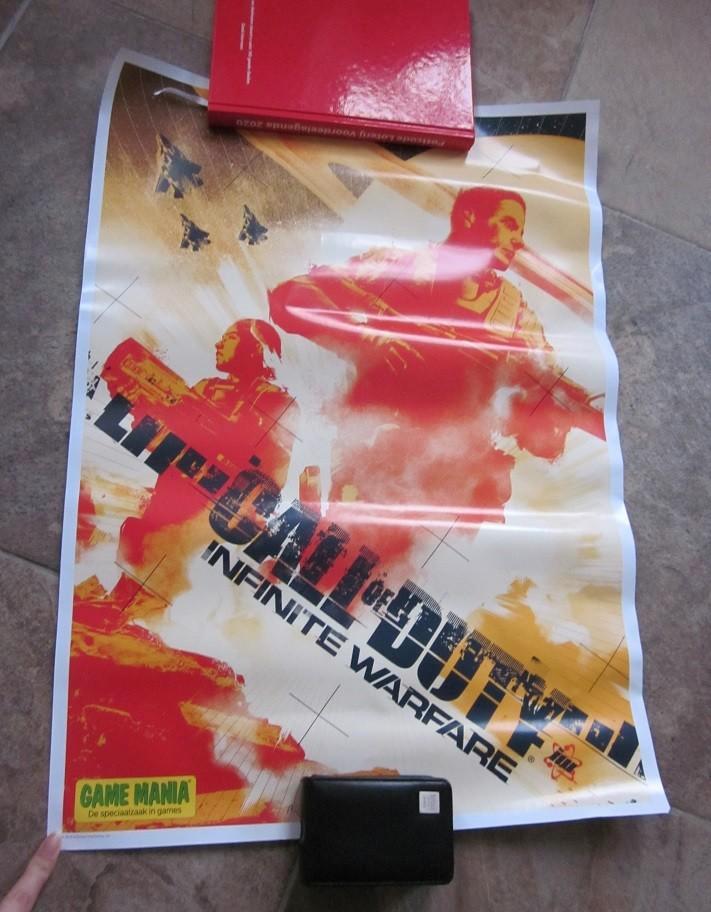 Postcode Loterij Voordeelagenda 2020
CALL OF DUTY®
INFINITE WARFARE
GAME MANIA®
De speciaalzaak in games